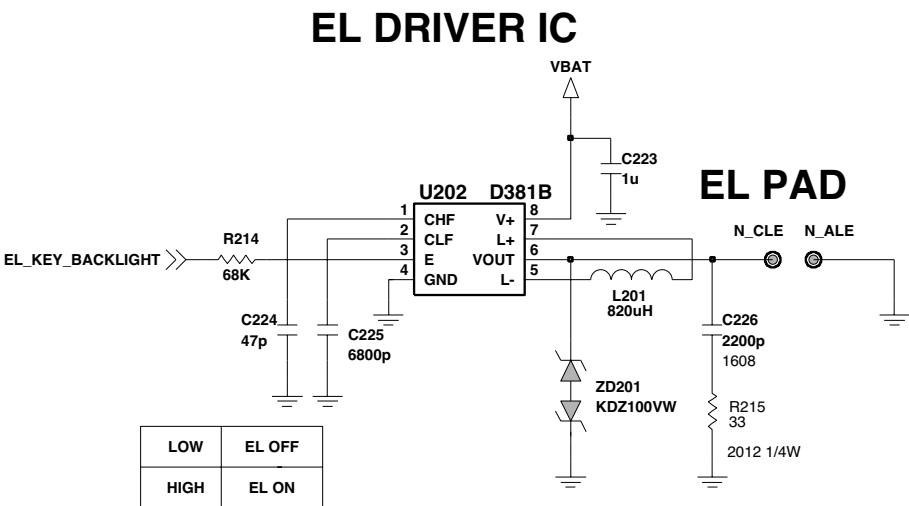 EL DRIVER IC
VBAT
C223
1u
EL PAD
U202 D381B
1 CHF V+ 8
2 CLF L+ 7
3 E VOUT 6
4 GND L- 5
EL_KEY_BACKLIGHT
R214
68K
N_CLE N_ALE
L201
820uH
C224
47p
C225
6800p
C226
2200p
1608
ZD201
KDZ100VW
R215
33
2012 1/4W
LOW EL OFF
HIGH EL ON